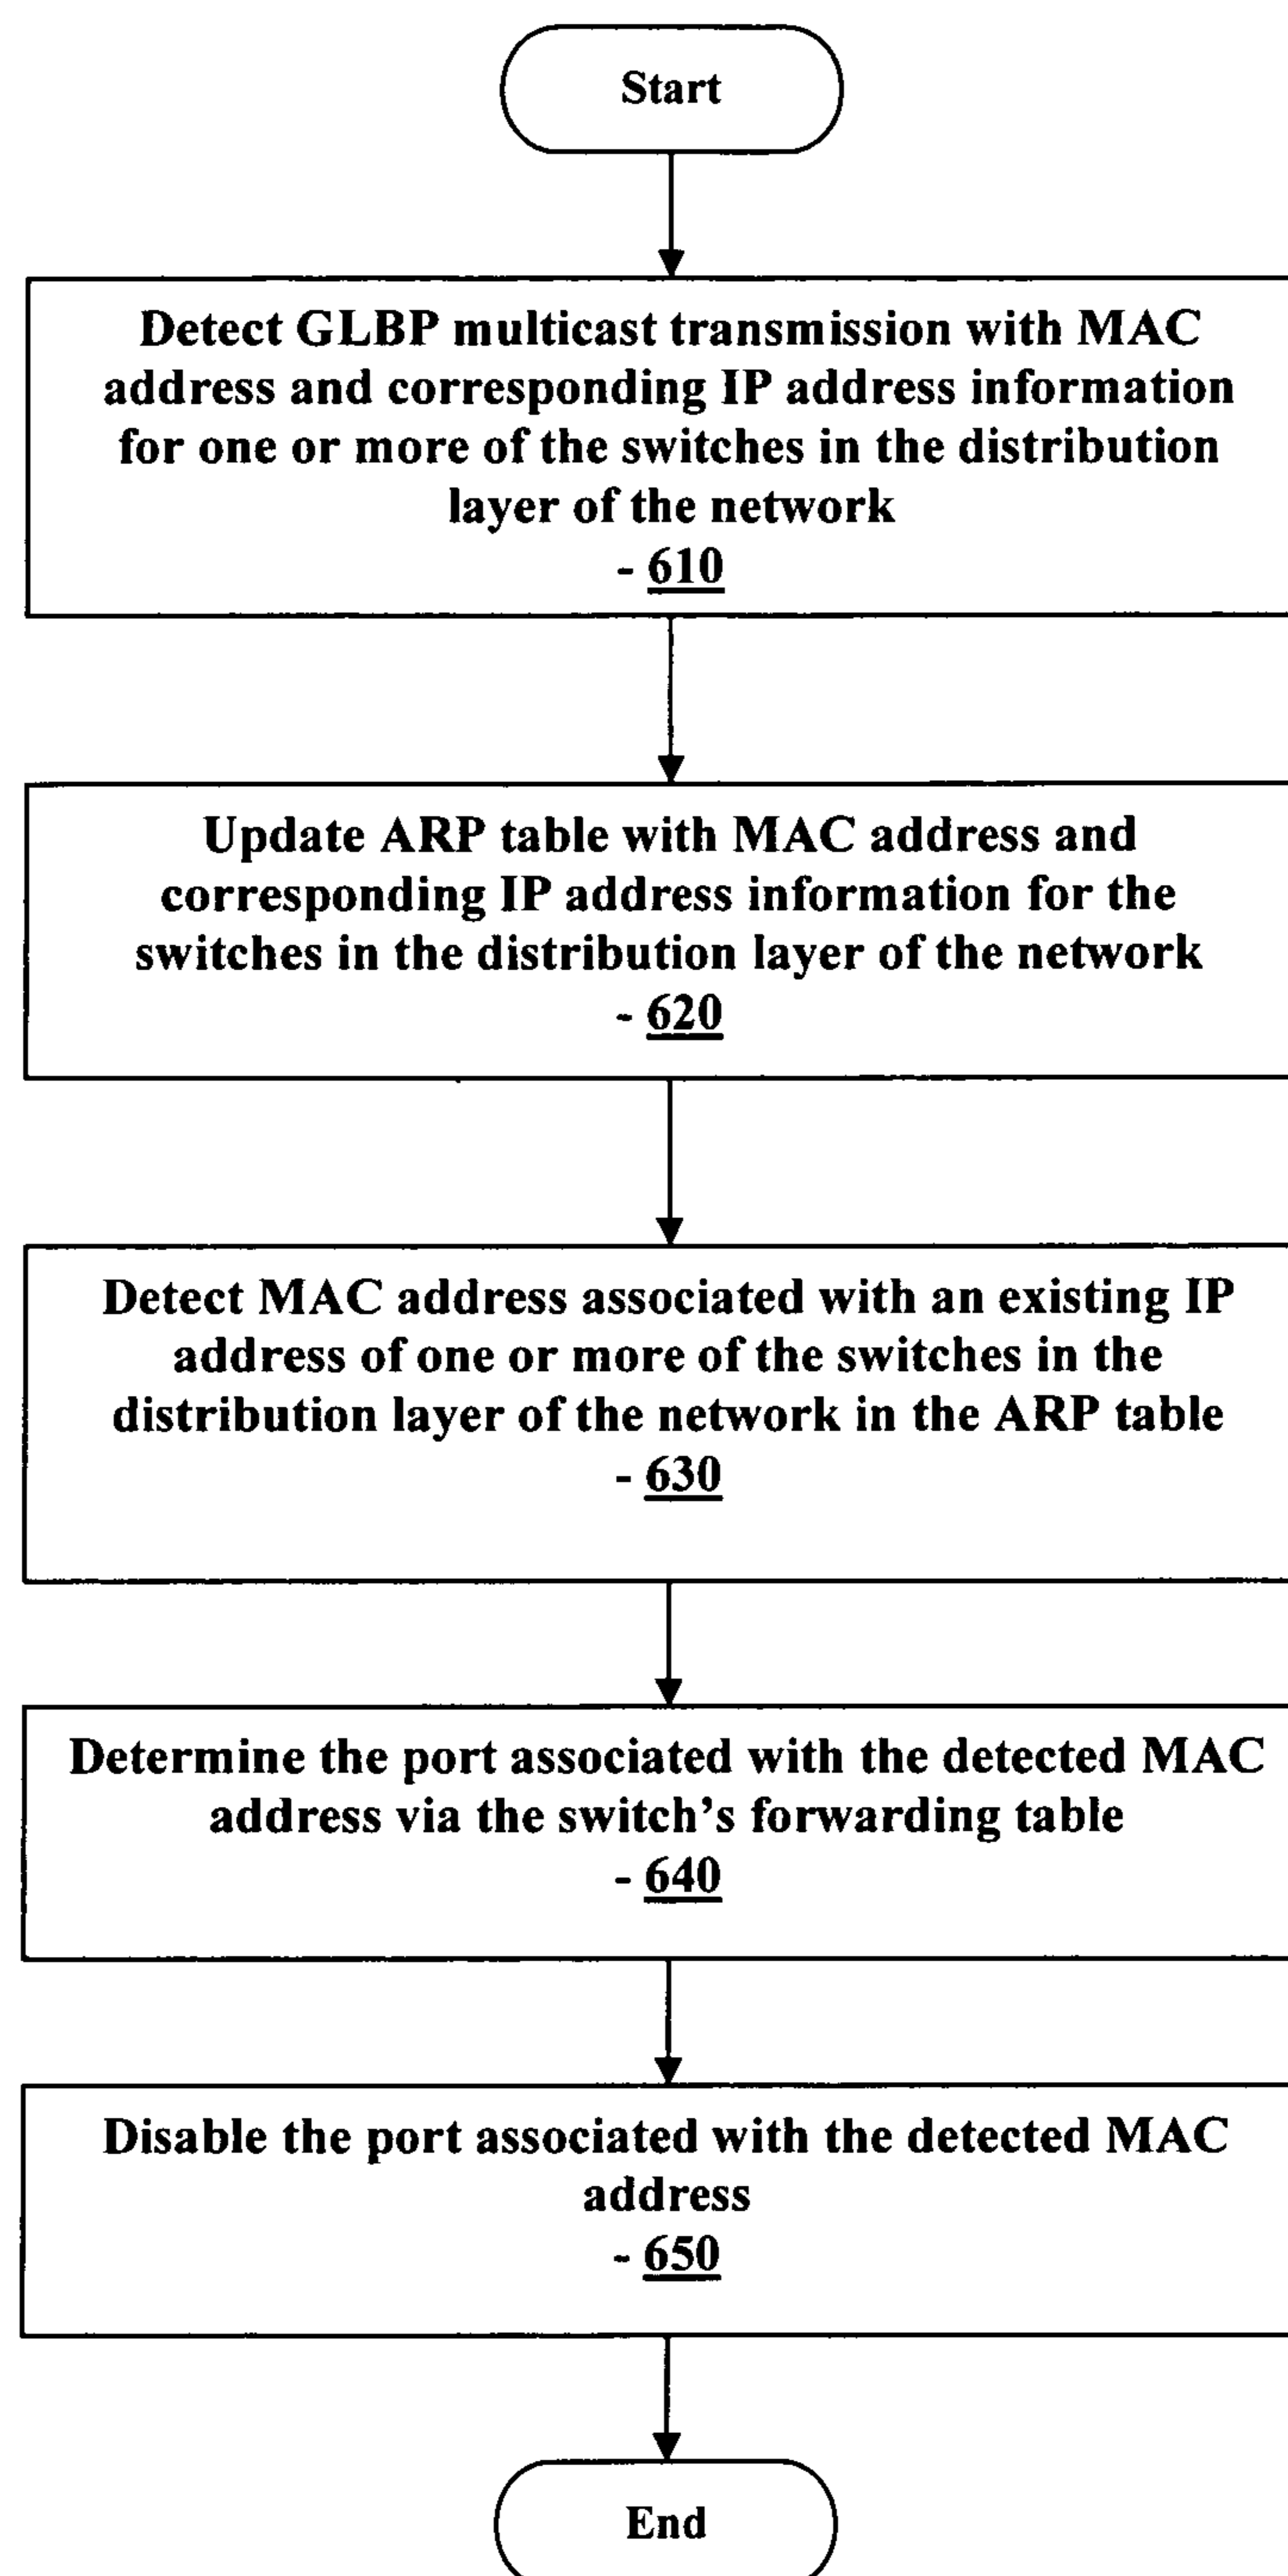 Start
Detect GLBP multicast transmission with MAC
address and corresponding IP address information
for one or more of the switches in the distribution
layer of the network
- 610
Update ARP table with MAC address and
corresponding IP address information for the
switches in the distribution layer of the network
- 620
Detect MAC address associated with an existing IP
address of one or more of the switches in the
distribution layer of the network in the ARP table
- 630
Determine the port associated with the detected MAC
address via the switch's forwarding table
- 640
Disable the port associated with the detected MAC
address
- 650
End